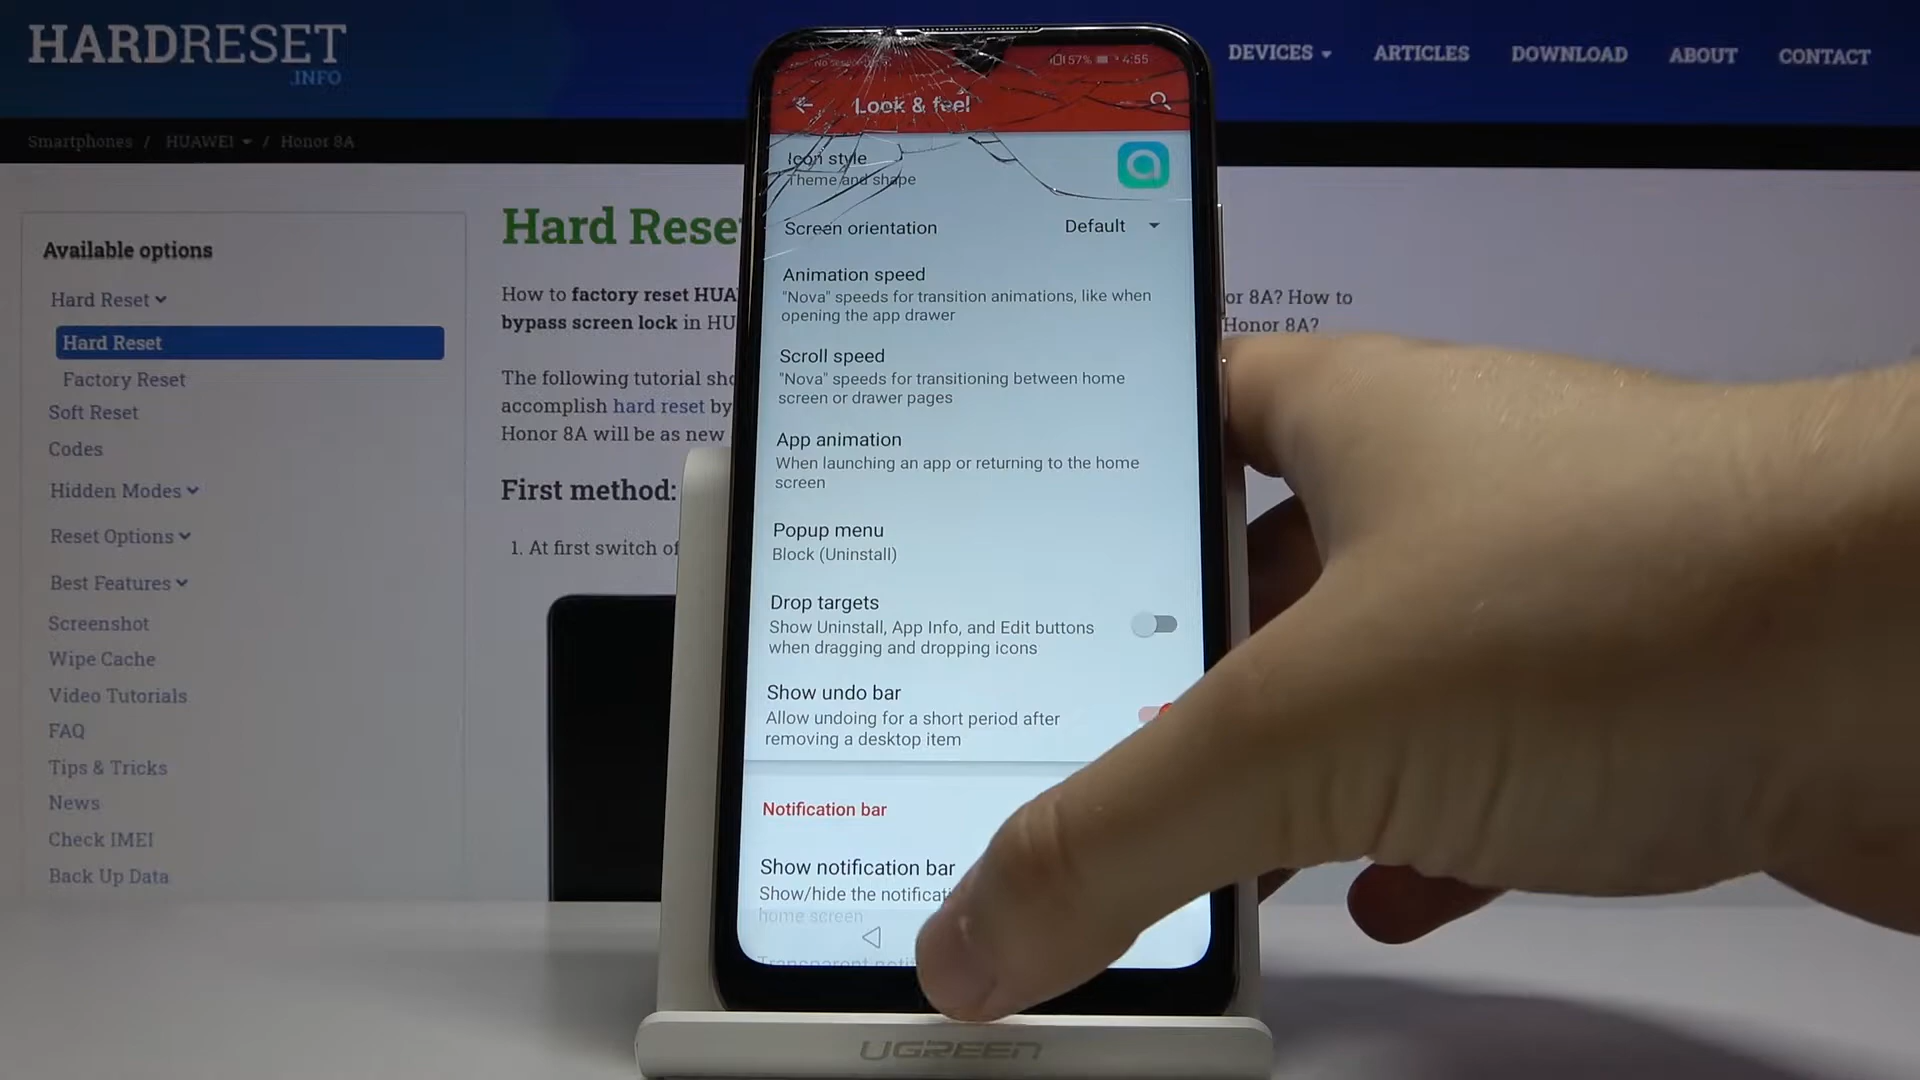 HARDRESET
.INFO
DEVICES
ARTICLES
DOWNLOAD
ABOUT
CONTACT
Smartphones / HUAWEI / Honor 8A
Available options
Hard Reset
Hard Reset
Factory Reset
Soft Reset
Codes
Hidden Modes
Reset Options
Best Features
Screenshot
Wipe Cache
Video Tutorials
FAQ
Tips & Tricks
News
Check IMEI
Back Up Data
Hard Rese
How to factory reset HUA
or 8A? How to
bypass screen lock in HU
Honor 8A?
The following tutorial sh
accomplish hard reset by
Honor 8A will be as new
First method:
1. At first switch of
57% 4:55
Look & feel
Icon style
Theme and shape
Screen orientation Default
Animation speed
"Nova" speeds for transition animations, like when
opening the app drawer
Scroll speed
"Nova" speeds for transitioning between home
screen or drawer pages
App animation
When launching an app or returning to the home
screen
Popup menu
Block (Uninstall)
Drop targets
Show Uninstall, App Info, and Edit buttons
when dragging and dropping icons
Show undo bar
Allow undoing for a short period after
removing a desktop item
Notification bar
Show notification bar
Show/hide the notificati
home screen
Transparent notif
UGREEN